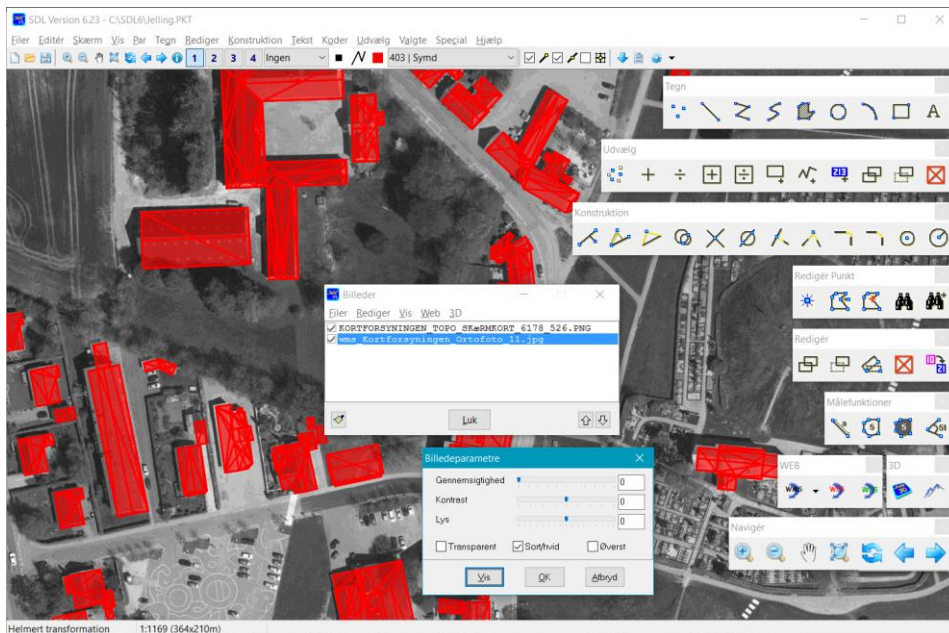 SDL Version 6.23 - C:\SDL6\Jelling.PKT
Filer Editér Skærm Vis Par Tegn Rediger Konstruktion Tekst Koder Udvælg Valgte Special Hjælp
1 2 3 4 Ingen 403 | Symd
Tegn
A
Udvælg
213
Konstruktion
Redigér Punkt
Billeder
Filer Rediger Vis Web 3D
KORTFORSYNINGEN_TOPO_SKæRMKORT_6178_526.PNG
wms_Kortforsyningen_Ortofoto_11.jpg
Luk
Redigér
Målefunktioner
Billedeparametre
Gennemsigtighed 0
Kontrast 0
Lys 0
Transparent Sort/hvid Øverst
Vis OK Afbryd
WEB
3D
Navigér
Helmert transformation 1:1169 (364x210m)